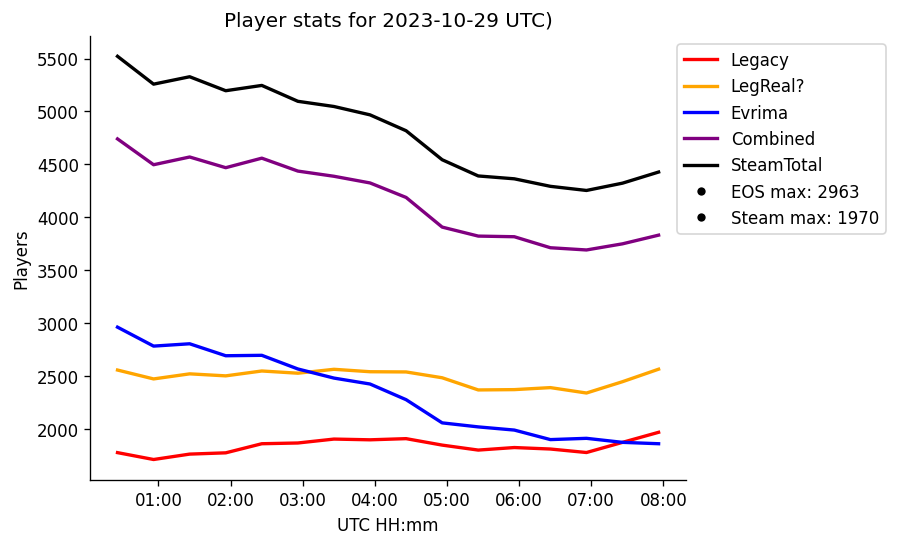 Player stats for 2023-10-29 UTC)
Players
5500
5000
4500
4000
3500
3000
2500
2000
01:00 02:00 03:00 04:00 05:00 06:00 07:00 08:00
UTC HH:mm
Legacy
LegReal?
Evrima
Combined
SteamTotal
EOS max: 2963
Steam max: 1970